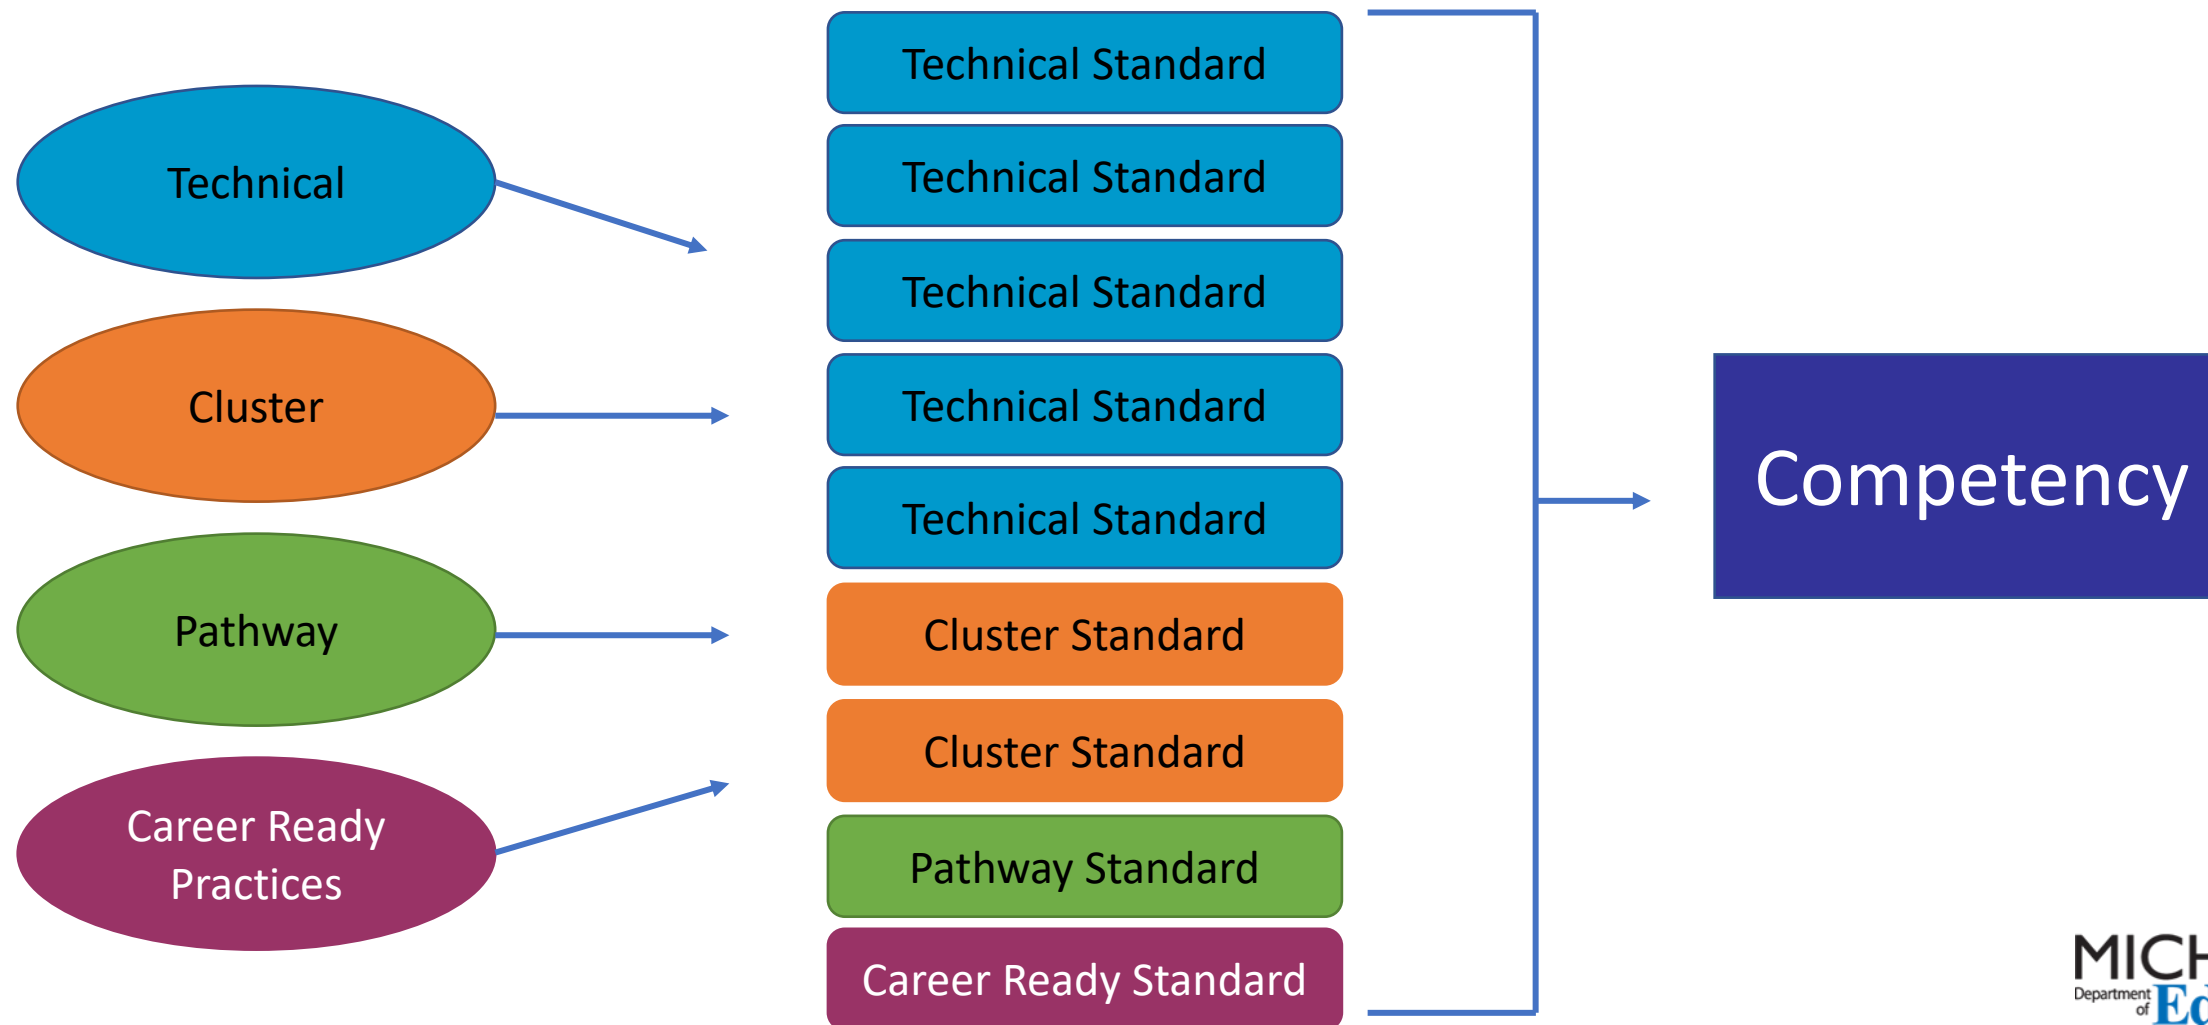 Technical
Cluster
Pathway
Career Ready
Practices
Technical Standard
Technical Standard
Technical Standard
Technical Standard
Technical Standard
Cluster Standard
Cluster Standard
Pathway Standard
Career Ready Standard
Competency
Department
of